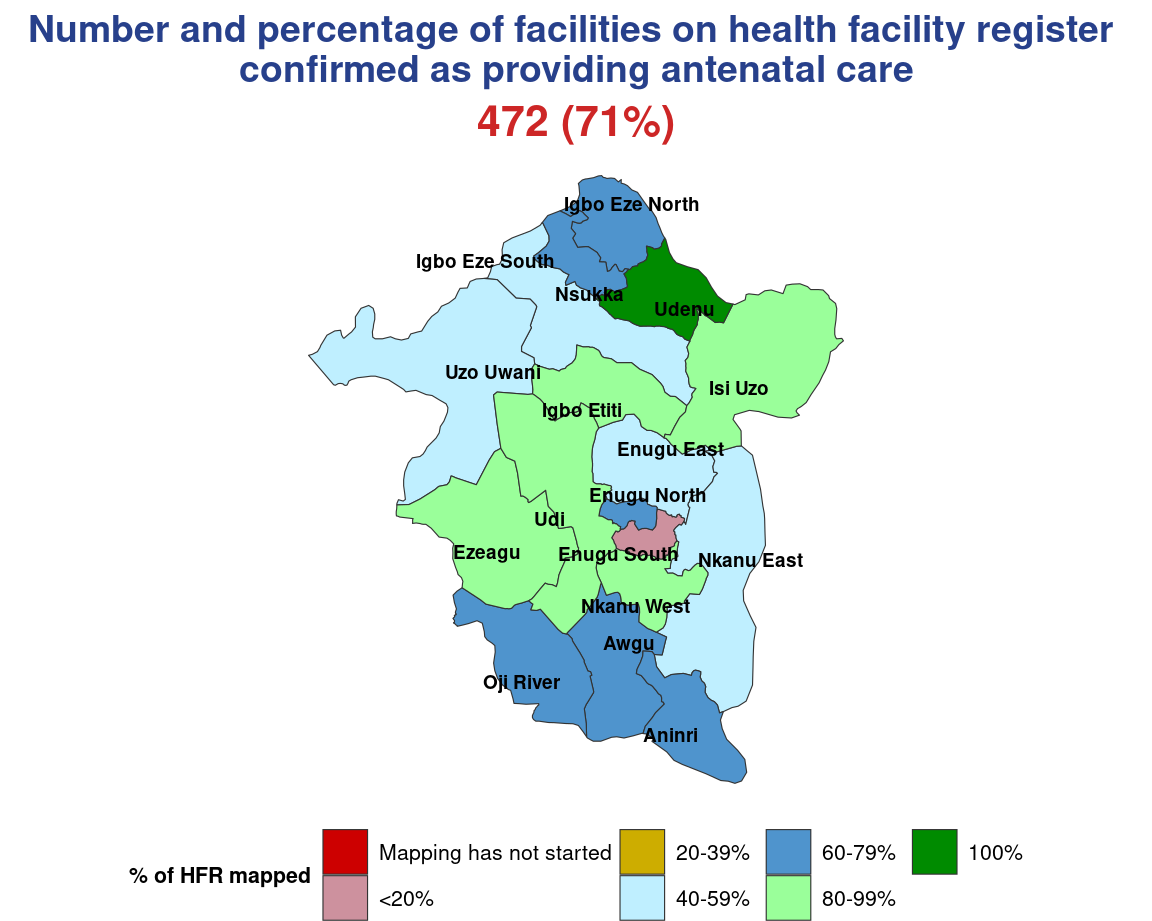 Number and percentage of facilities on health facility register
confirmed as providing antenatal care
472 (71%)
Igbo Eze North
Igbo Eze South
Nsukka
Udenu
Uzo Uwani
Isi Uzo
Igbo Etiti
Enugu East
Enugu North
Udi
Ezeagu
Enugu South
Nkanu East
Nkanu West
Awgu
Oji River
Aninri
% of HFR mapped
Mapping has not started
<20%
20-39%
40-59%
60-79%
80-99%
100%